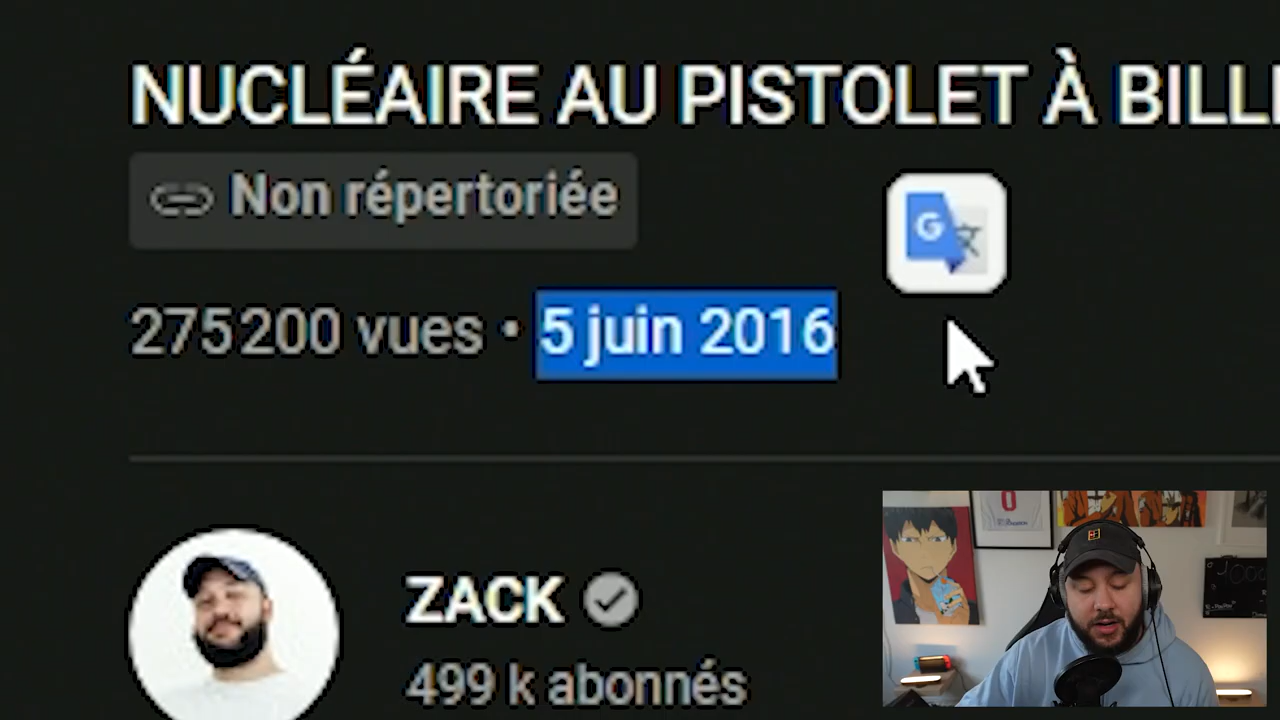 NUCLÉAIRE AU PISTOLET À BILL
Non répertoriée
275 200 vues • 5 juin 2016
ZACK
499 k abonnés